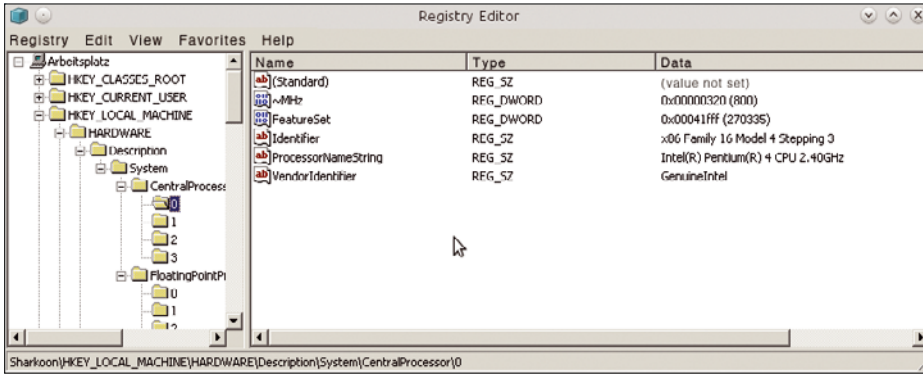 Registry Editor
Registry Edit View Favorites Help
Arbeitsplatz
HKEY_CLASSES_ROOT
HKEY_CURRENT_USER
HKEY_LOCAL_MACHINE
HARDWARE
Description
System
CentralProcess
0
1
2
3
FloatingPointPr
0
1
2
Name Type Data
(Standard) REG_SZ (value not set)
~MHz REG_DWORD 0x00000320 (800)
FeatureSet REG_DWORD 0x00041fff (270335)
Identifier REG_SZ x86 Family 16 Model 4 Stepping 3
ProcessorNameString REG_SZ Intel(R) Pentium(R) 4 CPU 2.40GHz
VendorIdentifier REG_SZ GenuineIntel
Sharkoon\HKEY_LOCAL_MACHINE\HARDWARE\Description\System\CentralProcessor\0